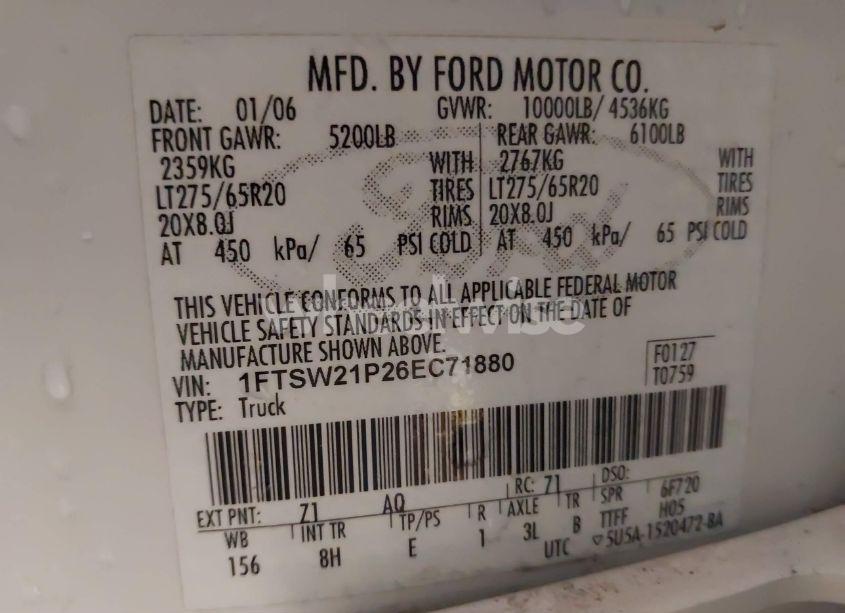 MFD. BY FORD MOTOR CO.
DATE: 01/06 GVWR: 10000LB/ 4536KG
FRONT GAWR: 5200LB REAR GAWR: 6100LB
2359KG WITH 2767KG WITH
LT275/65R20 TIRES LT275/65R20 TIRES
20X8.0J RIMS 20X8.0J RIMS
AT 450 kPa/ 65 PSI COLD AT 450 kPa/ 65 PSI COLD
THIS VEHICLE CONFORMS TO ALL APPLICABLE FEDERAL MOTOR
VEHICLE SAFETY STANDARDS IN EFFECT ON THE DATE OF
MANUFACTURE SHOWN ABOVE.
VIN: 1FTSW21P26EC71880 F0127
TYPE: Truck T0759
EXT PNT: Z1 AQ RC: 71 DSO:
WB INT TR TP/PS R AXLE TR SPR 6F720
156 8H E 1 3L B TTFF H05
UTC ▽5U5A-1520472-BA